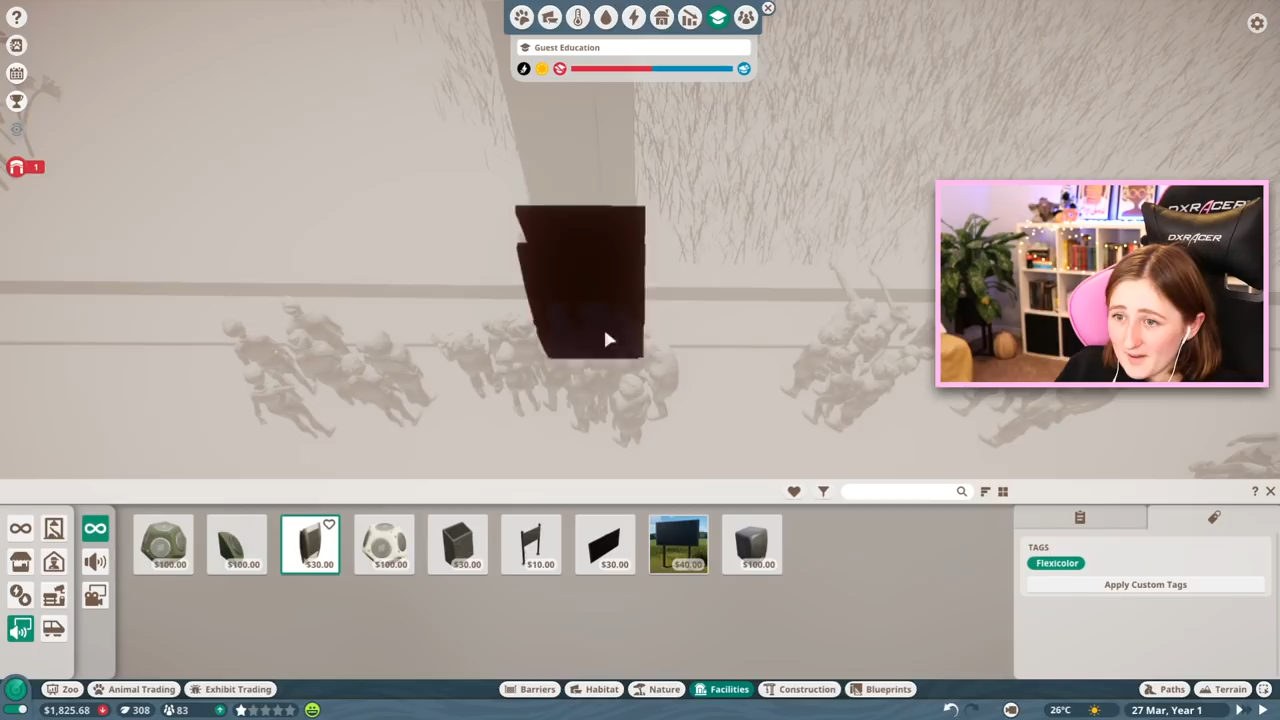 Guest Education
1
DXRACER
DXRACER
$100.00
$100.00
$30.00
$100.00
$30.00
$10.00
$30.00
$40.00
$100.00
TAGS
Flexicolor
Apply Custom Tags
Zoo
Animal Trading
Exhibit Trading
Barriers
Habitat
Nature
Facilities
Construction
Blueprints
Paths
Terrain
$1,825.68
308
83
26°C
27 Mar, Year 1